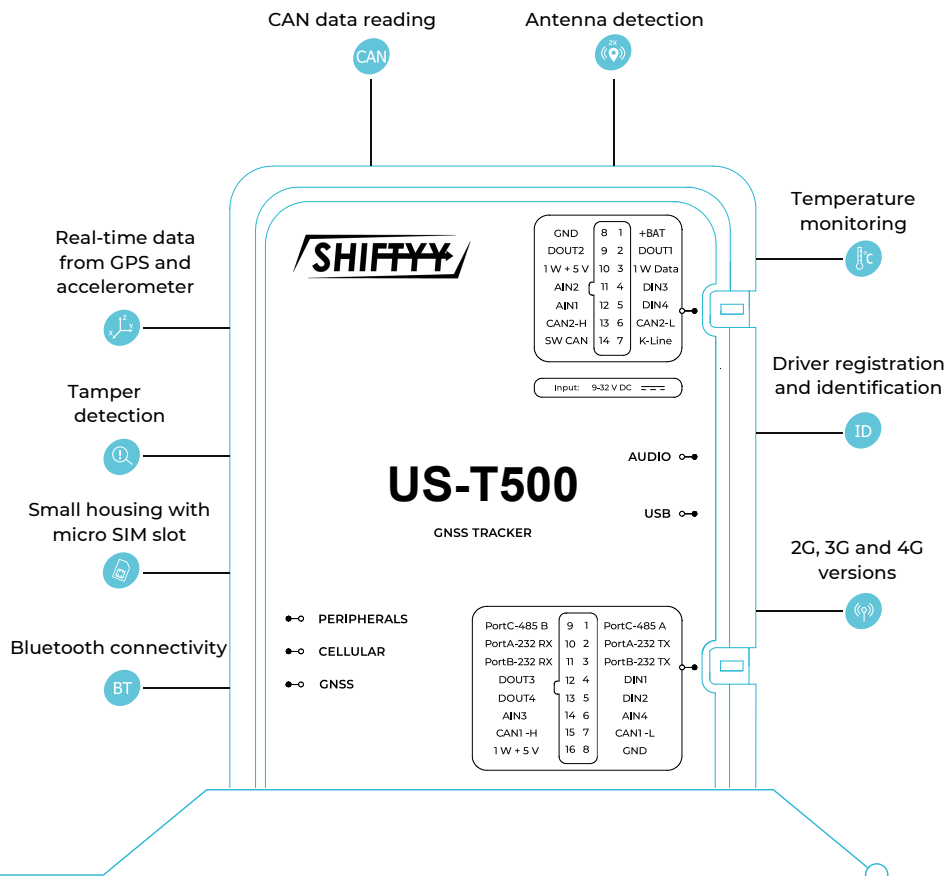 CAN data reading
CAN
Antenna detection
2X
Real-time data
from GPS and
accelerometer
X Z Y
Tamper
detection
Small housing with
micro SIM slot
Bluetooth connectivity
BT
SHIFTYY
GND 8 1 +BAT
DOUT2 9 2 DOUT1
1 W + 5 V 10 3 1 W Data
AIN2 11 4 DIN3
AIN1 12 5 DIN4
CAN2-H 13 6 CAN2-L
SW CAN 14 7 K-Line
Input: 9-32 V DC
AUDIO
US-T500
USB
GNSS TRACKER
PERIPHERALS
CELLULAR
GNSS
PortC-485 B 9 1 PortC-485 A
PortA-232 RX 10 2 PortA-232 TX
PortB-232 RX 11 3 PortB-232 TX
DOUT3 12 4 DIN1
DOUT4 13 5 DIN2
AIN3 14 6 AIN4
CAN1 -H 15 7 CAN1 -L
1 W + 5 V 16 8 GND
Temperature
monitoring
°C
Driver registration
and identification
ID
2G, 3G and 4G
versions